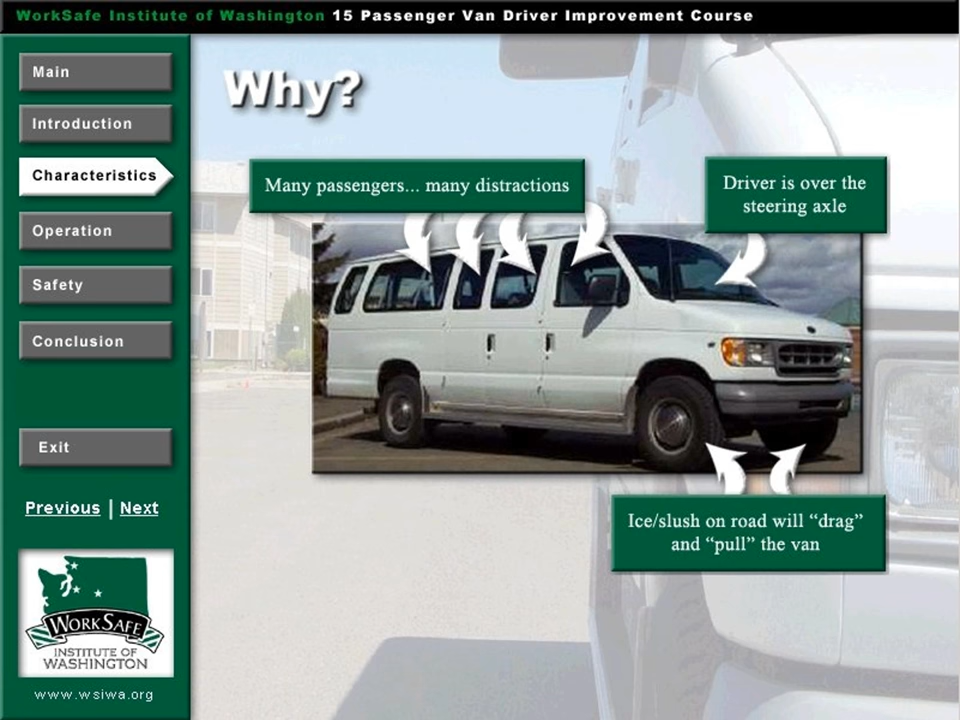 WorkSafe Institute of Washington 15 Passenger Van Driver Improvement Course
Main
Introduction
Characteristics
Operation
Safety
Conclusion
Exit
Previous | Next
WORKSAFE
INSTITUTE OF
WASHINGTON
www.wsiwa.org
Why?
Many passengers... many distractions
Driver is over the
steering axle
Ice/slush on road will “drag”
and “pull” the van